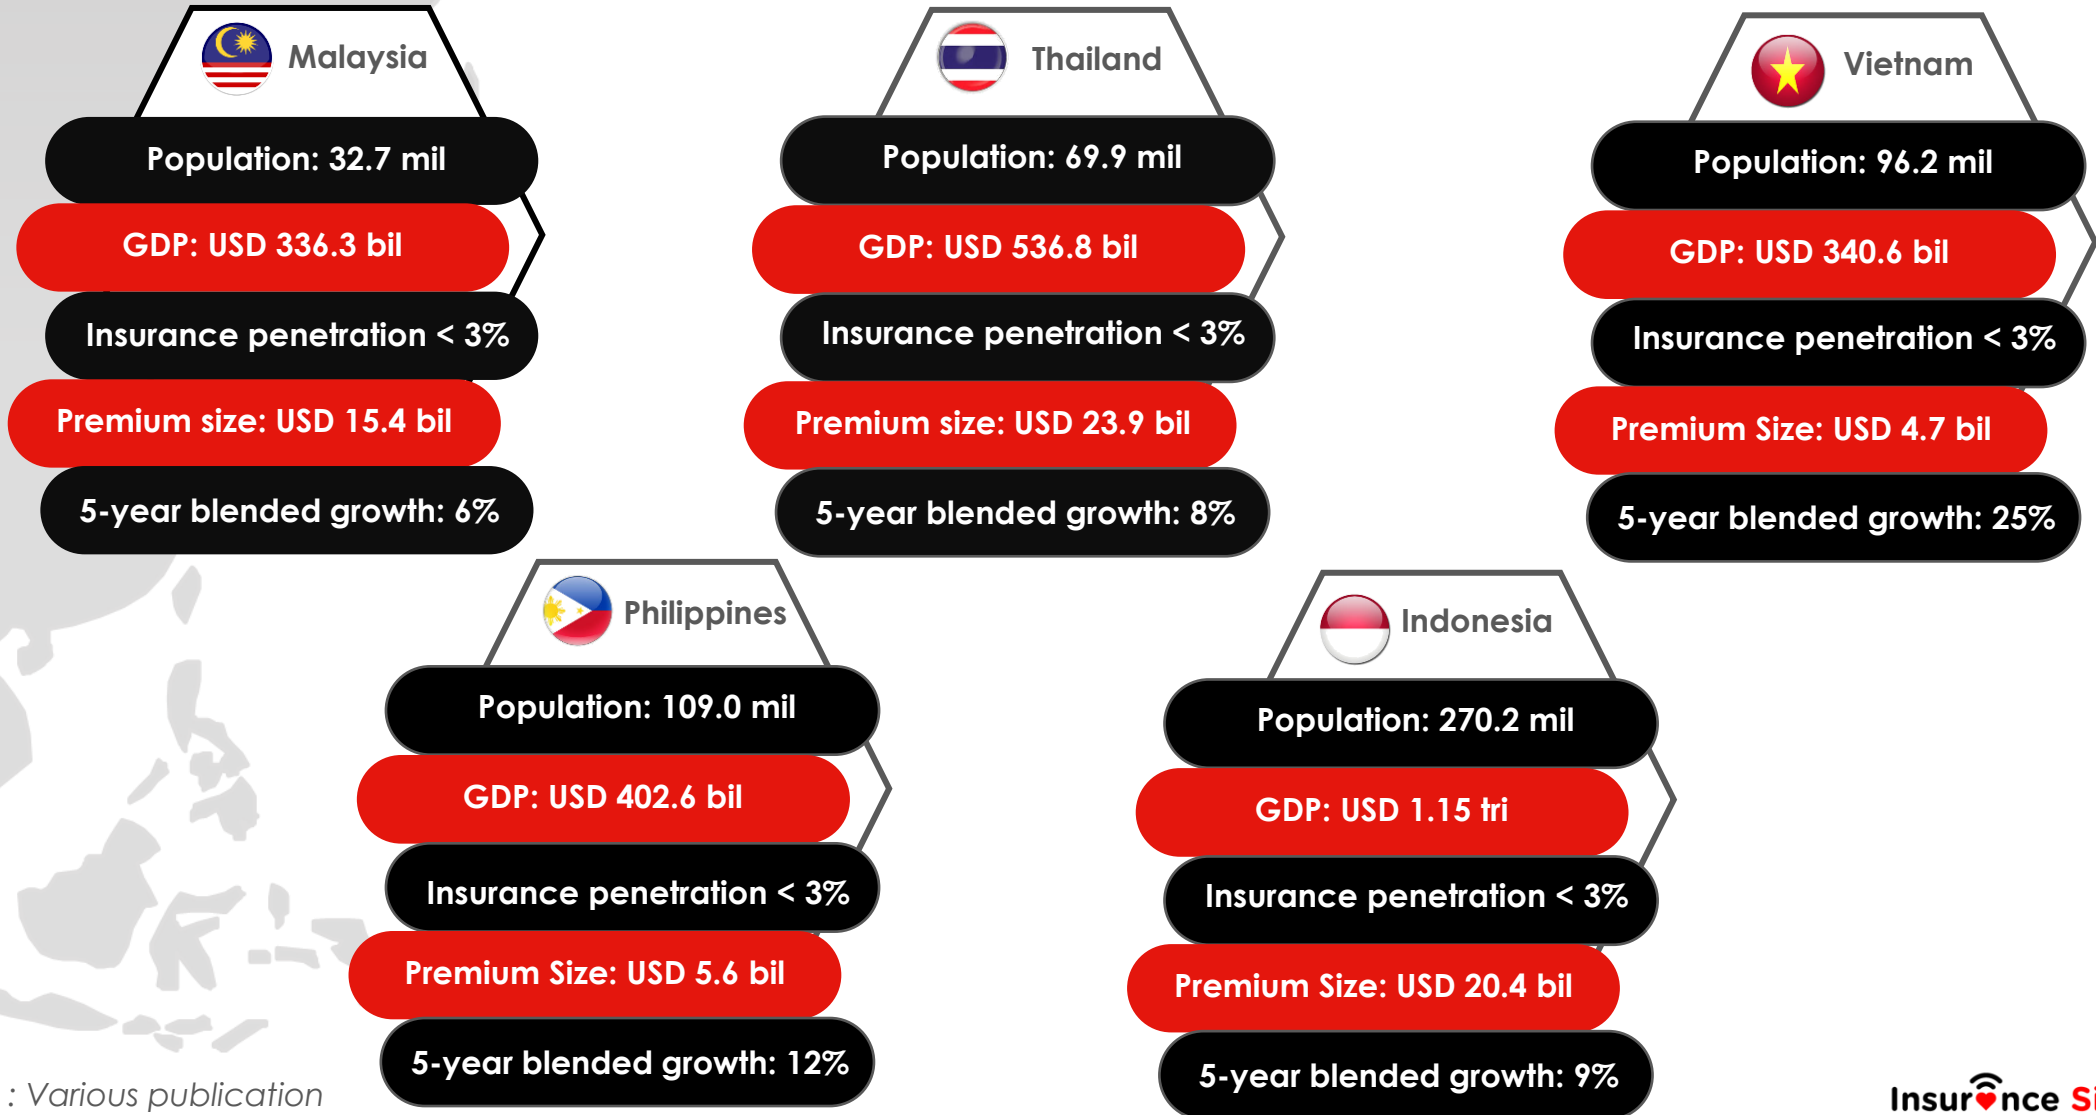 Malaysia
Population: 32.7 mil
GDP: USD 336.3 bil
Insurance penetration < 3%
Premium size: USD 15.4 bil
5-year blended growth: 6%
Thailand
Population: 69.9 mil
GDP: USD 536.8 bil
Insurance penetration < 3%
Premium size: USD 23.9 bil
5-year blended growth: 8%
Vietnam
Population: 96.2 mil
GDP: USD 340.6 bil
Insurance penetration < 3%
Premium Size: USD 4.7 bil
5-year blended growth: 25%
Philippines
Population: 109.0 mil
GDP: USD 402.6 bil
Insurance penetration < 3%
Premium Size: USD 5.6 bil
5-year blended growth: 12%
Indonesia
Population: 270.2 mil
GDP: USD 1.15 tri
Insurance penetration < 3%
Premium Size: USD 20.4 bil
5-year blended growth: 9%
: Various publication
Insurance